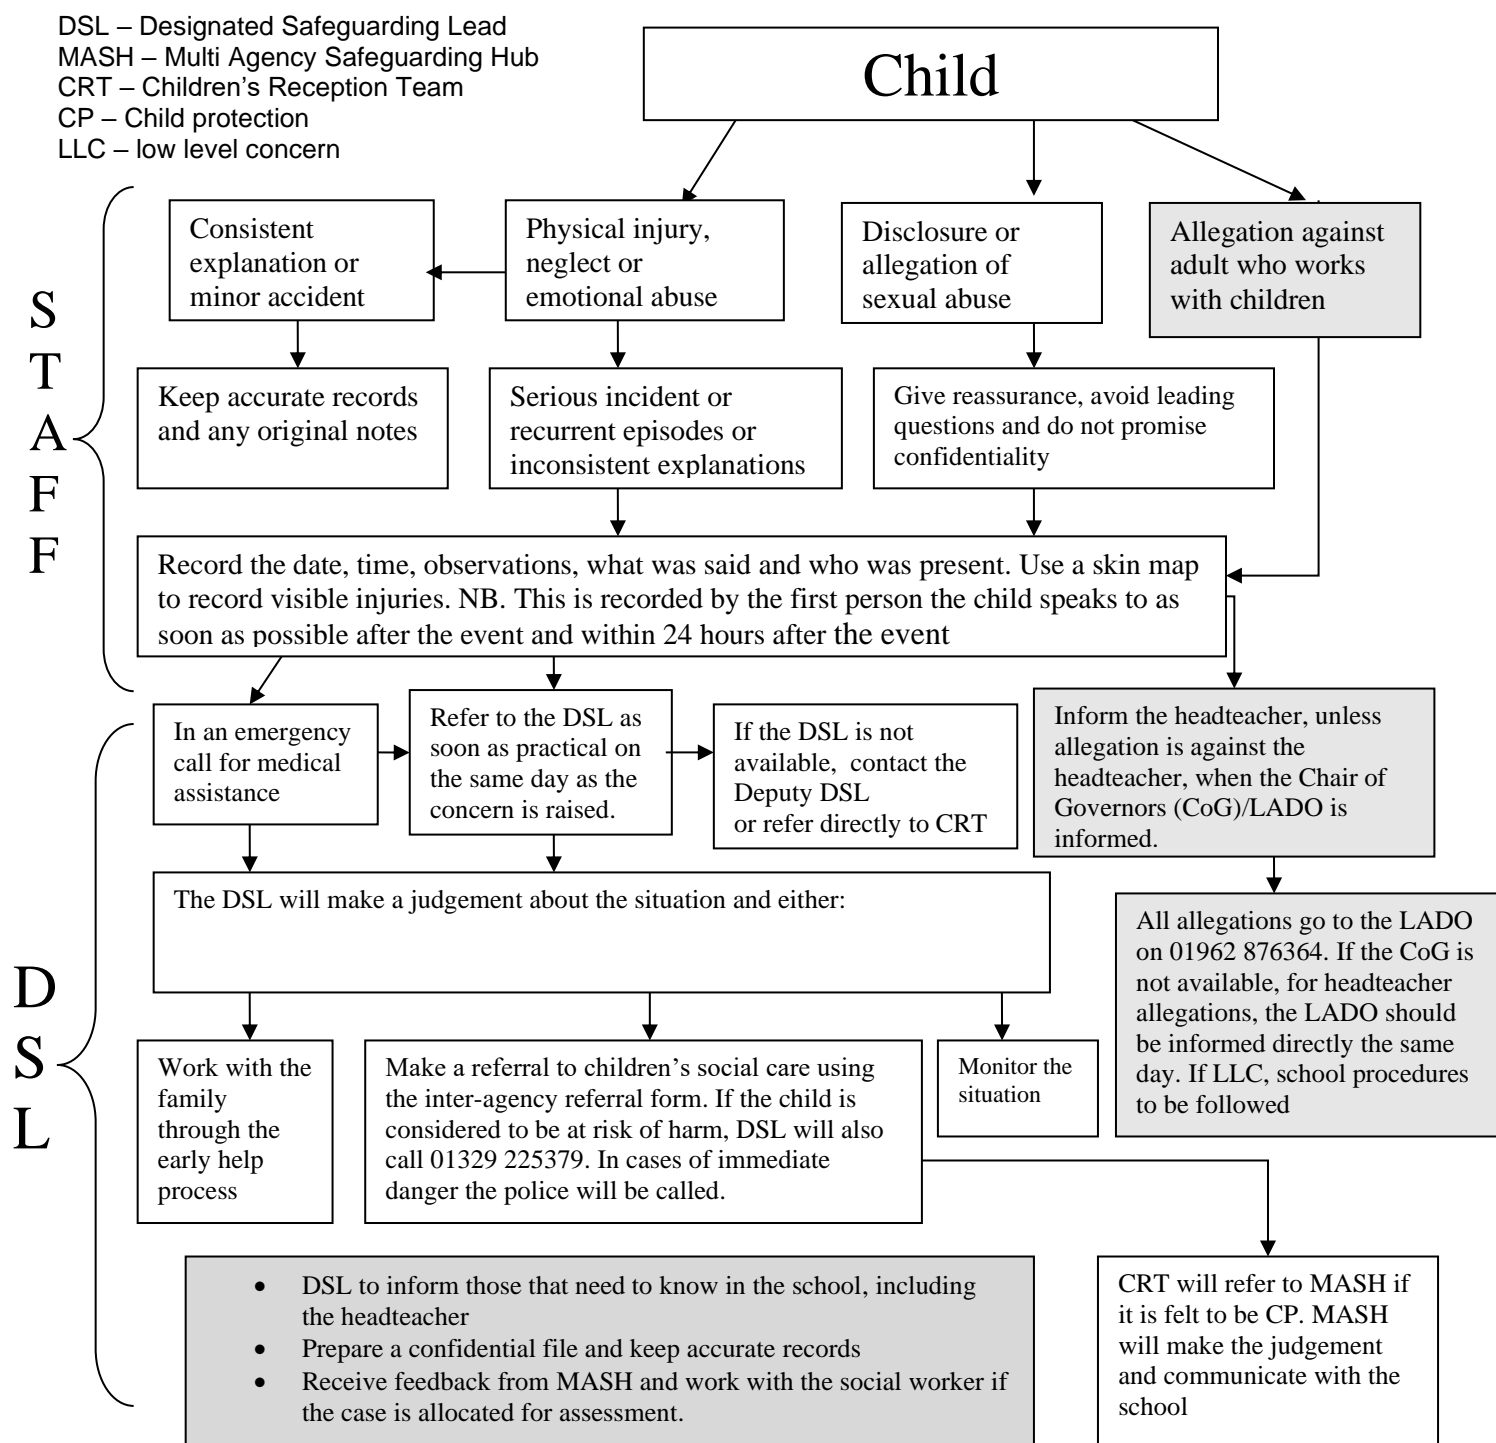 DSL – Designated Safeguarding Lead
MASH – Multi Agency Safeguarding Hub
CRT – Children's Reception Team
CP – Child protection
LLC – low level concern
Child
S
T
A
F
F
Consistent
explanation or
minor accident
Physical injury,
neglect or
emotional abuse
Disclosure or
allegation of
sexual abuse
Allegation against
adult who works
with children
Keep accurate records
and any original notes
Serious incident or
recurrent episodes or
inconsistent explanations
Give reassurance, avoid leading
questions and do not promise
confidentiality
Record the date, time, observations, what was said and who was present. Use a skin map
to record visible injuries. NB. This is recorded by the first person the child speaks to as
soon as possible after the event and within 24 hours after the event
D
S
L
In an emergency
call for medical
assistance
Refer to the DSL as
soon as practical on
the same day as the
concern is raised.
If the DSL is not
available,  contact the
Deputy DSL
or refer directly to CRT
Inform the headteacher, unless
allegation is against the
headteacher, when the Chair of
Governors (CoG)/LADO is
informed.
The DSL will make a judgement about the situation and either:
All allegations go to the LADO
on 01962 876364. If the CoG is
not available, for headteacher
allegations, the LADO should
be informed directly the same
day. If LLC, school procedures
to be followed
Work with the
family
through the
early help
process
Make a referral to children's social care using
the inter-agency referral form. If the child is
considered to be at risk of harm, DSL will also
call 01329 225379. In cases of immediate
danger the police will be called.
Monitor the
situation
• DSL to inform those that need to know in the school, including
the headteacher
• Prepare a confidential file and keep accurate records
• Receive feedback from MASH and work with the social worker if
the case is allocated for assessment.
CRT will refer to MASH if
it is felt to be CP. MASH
will make the judgement
and communicate with the
school